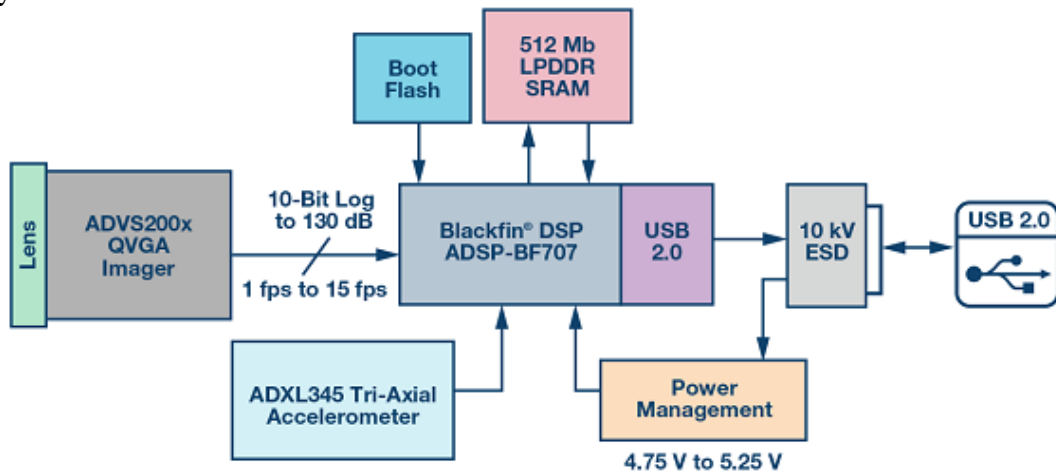 Boot
Flash
512 Mb
LPDDR
SRAM
Lens
ADVS200x
QVGA
Imager
10-Bit Log
to 130 dB
1 fps to 15 fps
Blackfin® DSP
ADSP-BF707
USB
2.0
10 kV
ESD
USB 2.0
ADXL345 Tri-Axial
Accelerometer
Power
Management
4.75 V to 5.25 V